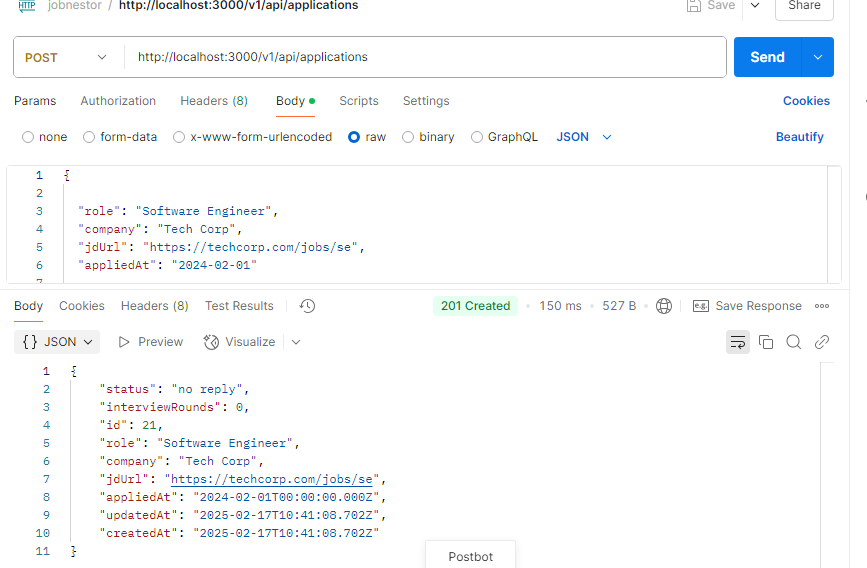 HTTP jobnestor / http://localhost:3000/v1/api/applications Save Share
POST http://localhost:3000/v1/api/applications Send
Params Authorization Headers (8) Body Scripts Settings Cookies
none form-data x-www-form-urlencoded raw binary GraphQL JSON Beautify
1 {
2
3 "role": "Software Engineer",
4 "company": "Tech Corp",
5 "jdUrl": "https://techcorp.com/jobs/se",
6 "appliedAt": "2024-02-01"
7
Body Cookies Headers (8) Test Results 201 Created 150 ms 527 B e.g. Save Response
{} JSON Preview Visualize
1 {
2 "status": "no reply",
3 "interviewRounds": 0,
4 "id": 21,
5 "role": "Software Engineer",
6 "company": "Tech Corp",
7 "jdUrl": "https://techcorp.com/jobs/se",
8 "appliedAt": "2024-02-01T00:00:00.000Z",
9 "updatedAt": "2025-02-17T10:41:08.702Z",
10 "createdAt": "2025-02-17T10:41:08.702Z"
11 }
Postbot